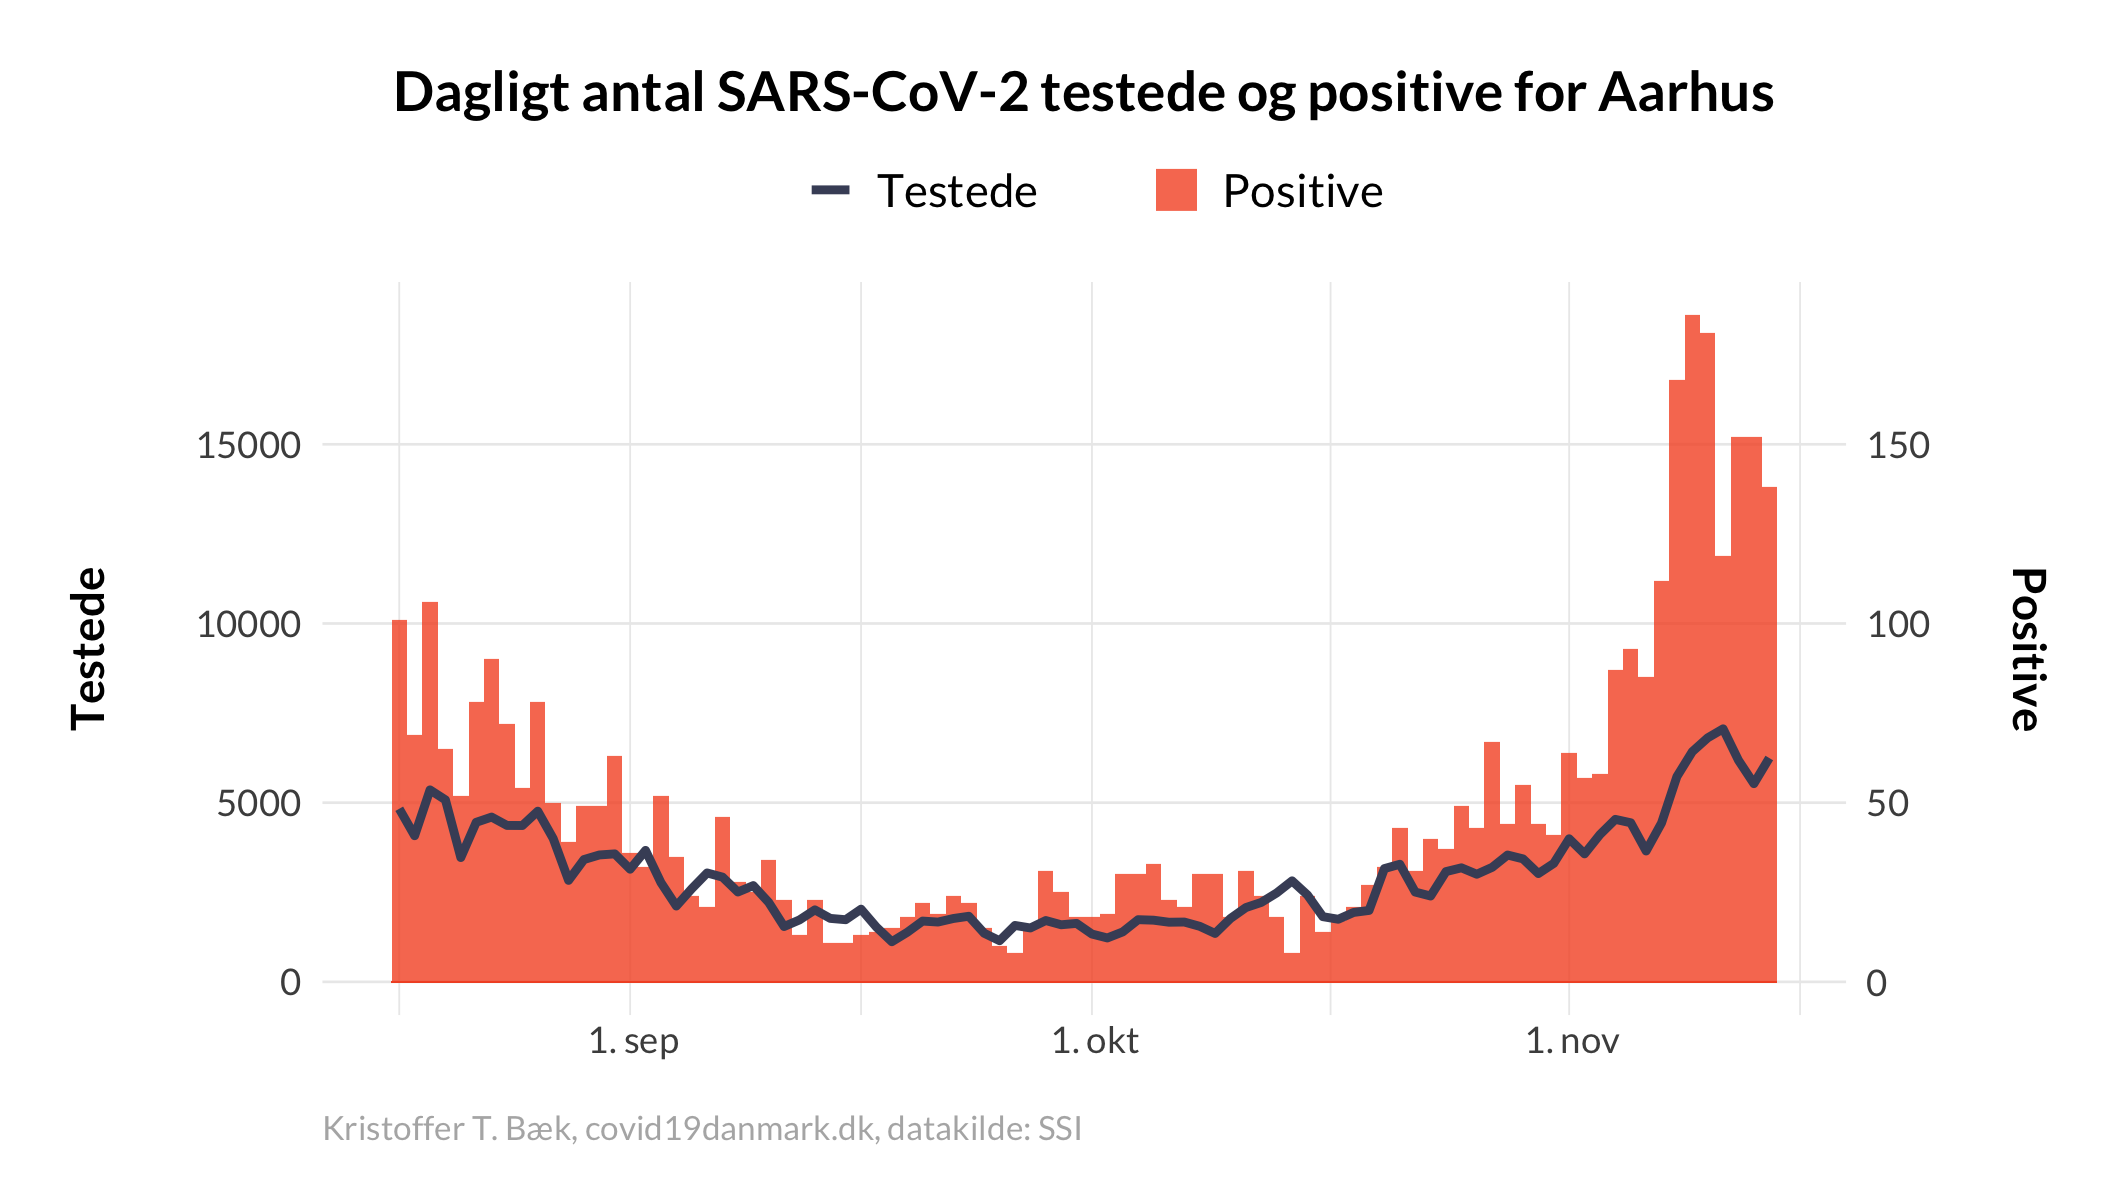 Dagligt antal SARS-CoV-2 testede og positive for Aarhus
Testede
Positive
Testede
15000
10000
5000
0
150
100
50
0
Positive
1. sep
1. okt
1. nov
Kristoffer T. Bæk, covid19danmark.dk, datakilde: SSI